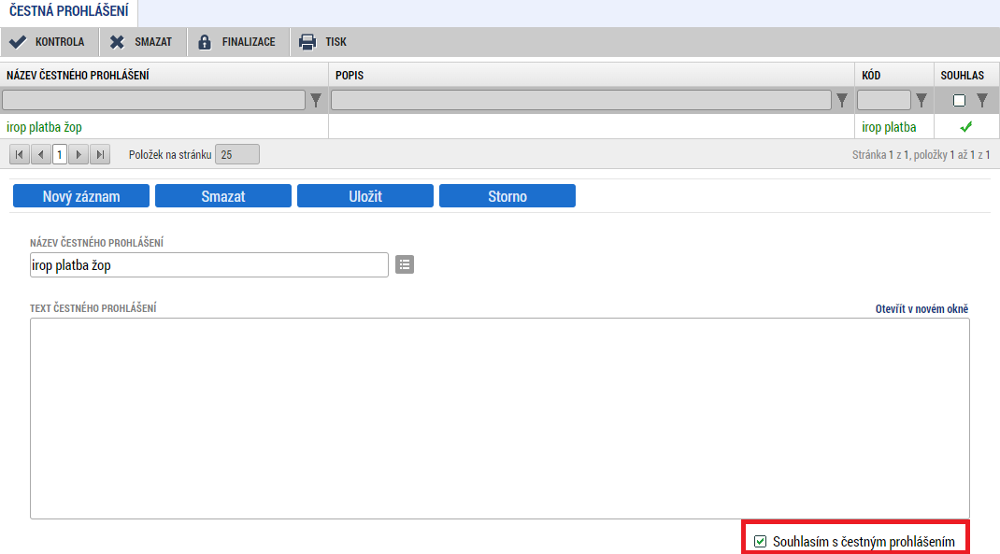 ČESTNÁ PROHLÁŠENÍ
KONTROLA SMAZAT FINALIZACE TISK
NÁZEV ČESTNÉHO PROHLÁŠENÍ POPIS KÓD SOUHLAS
irop platba žop irop platba
1 Položek na stránku 25 Stránka 1 z 1, položky 1 až 1 z 1
Nový záznam Smazat Uložit Storno
NÁZEV ČESTNÉHO PROHLÁŠENÍ
irop platba žop
TEXT ČESTNÉHO PROHLÁŠENÍ Otevřít v novém okně
Souhlasím s čestným prohlášením